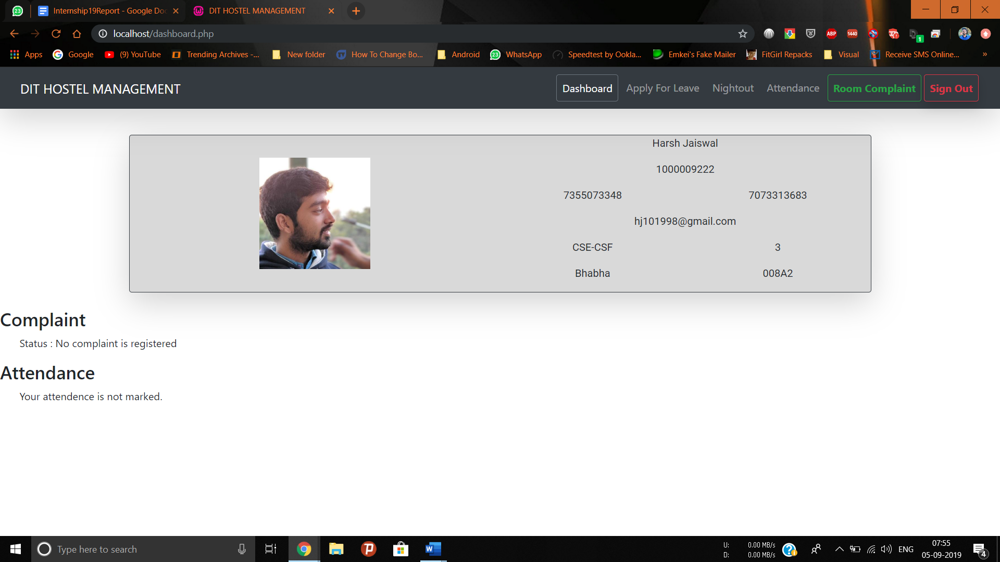 23 Internship19Report - Google Doc DIT HOSTEL MANAGEMENT
localhost/dashboard.php ABP 1440 1
Apps Google (9) YouTube Trending Archives -... New folder How To Change Bo... Android 23 WhatsApp Speedtest by Ookla... Emkei's Fake Mailer FitGirl Repacks Visual Receive SMS Online... »
DIT HOSTEL MANAGEMENT Dashboard Apply For Leave Nightout Attendance Room Complaint Sign Out
Harsh Jaiswal
1000009222
7355073348 7073313683
hj101998@gmail.com
CSE-CSF 3
Bhabha 008A2
Complaint
Status : No complaint is registered
Attendance
Your attendence is not marked.
Type here to search
U: 0.00 MB/s
D: 0.00 MB/s
ENG
07:55
05-09-2019
4